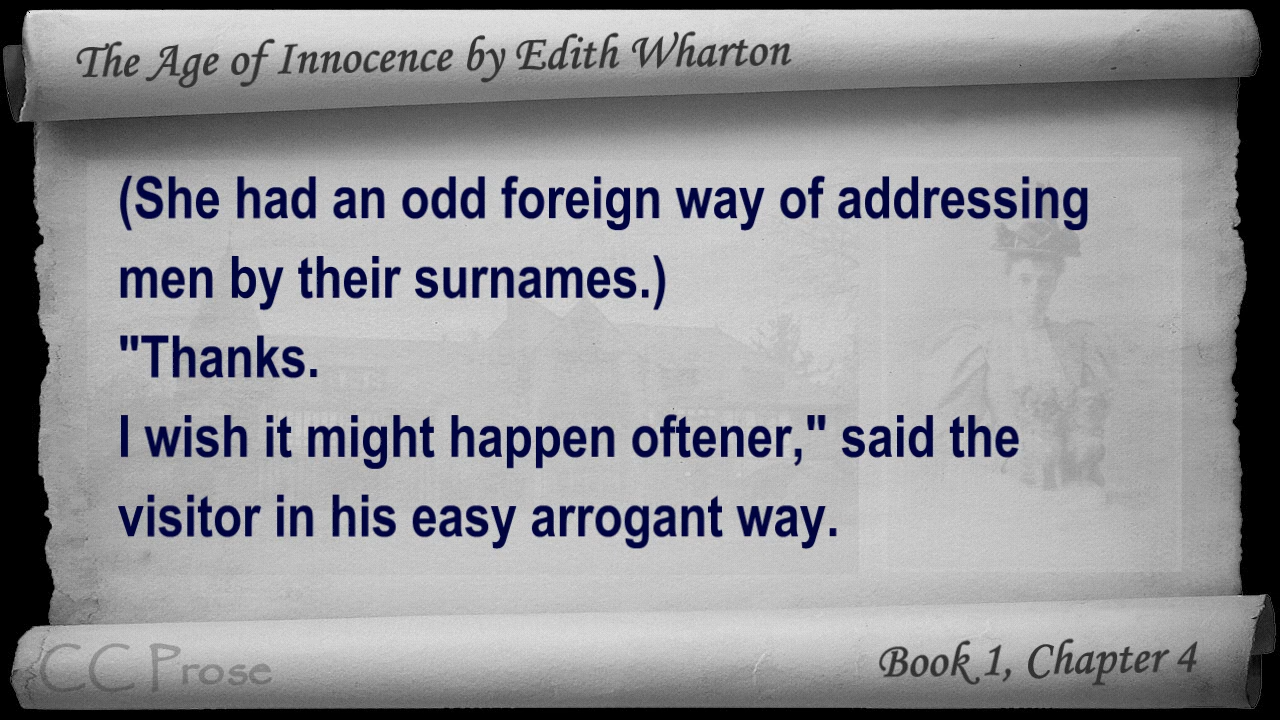 The Age of Innocence by Edith Wharton
(She had an odd foreign way of addressing
men by their surnames.)
"Thanks.
I wish it might happen oftener," said the
visitor in his easy arrogant way.
CC Prose
Book 1, Chapter 4